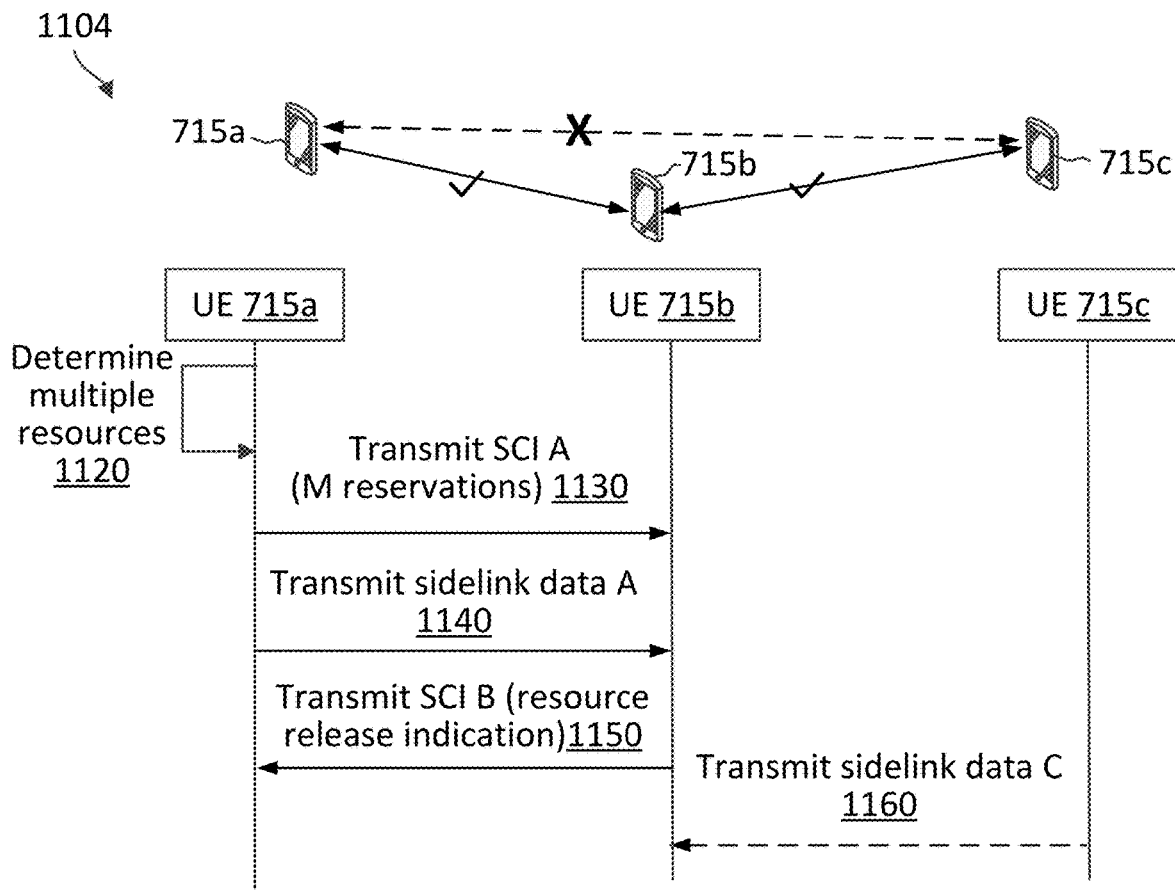 1104
715a
X
715b
715c
UE 715a
UE 715b
UE 715c
Determine
multiple
resources
1120
Transmit SCI A
(M reservations) 1130
Transmit sidelink data A
1140
Transmit SCI B (resource
release indication)1150
Transmit sidelink data C
1160